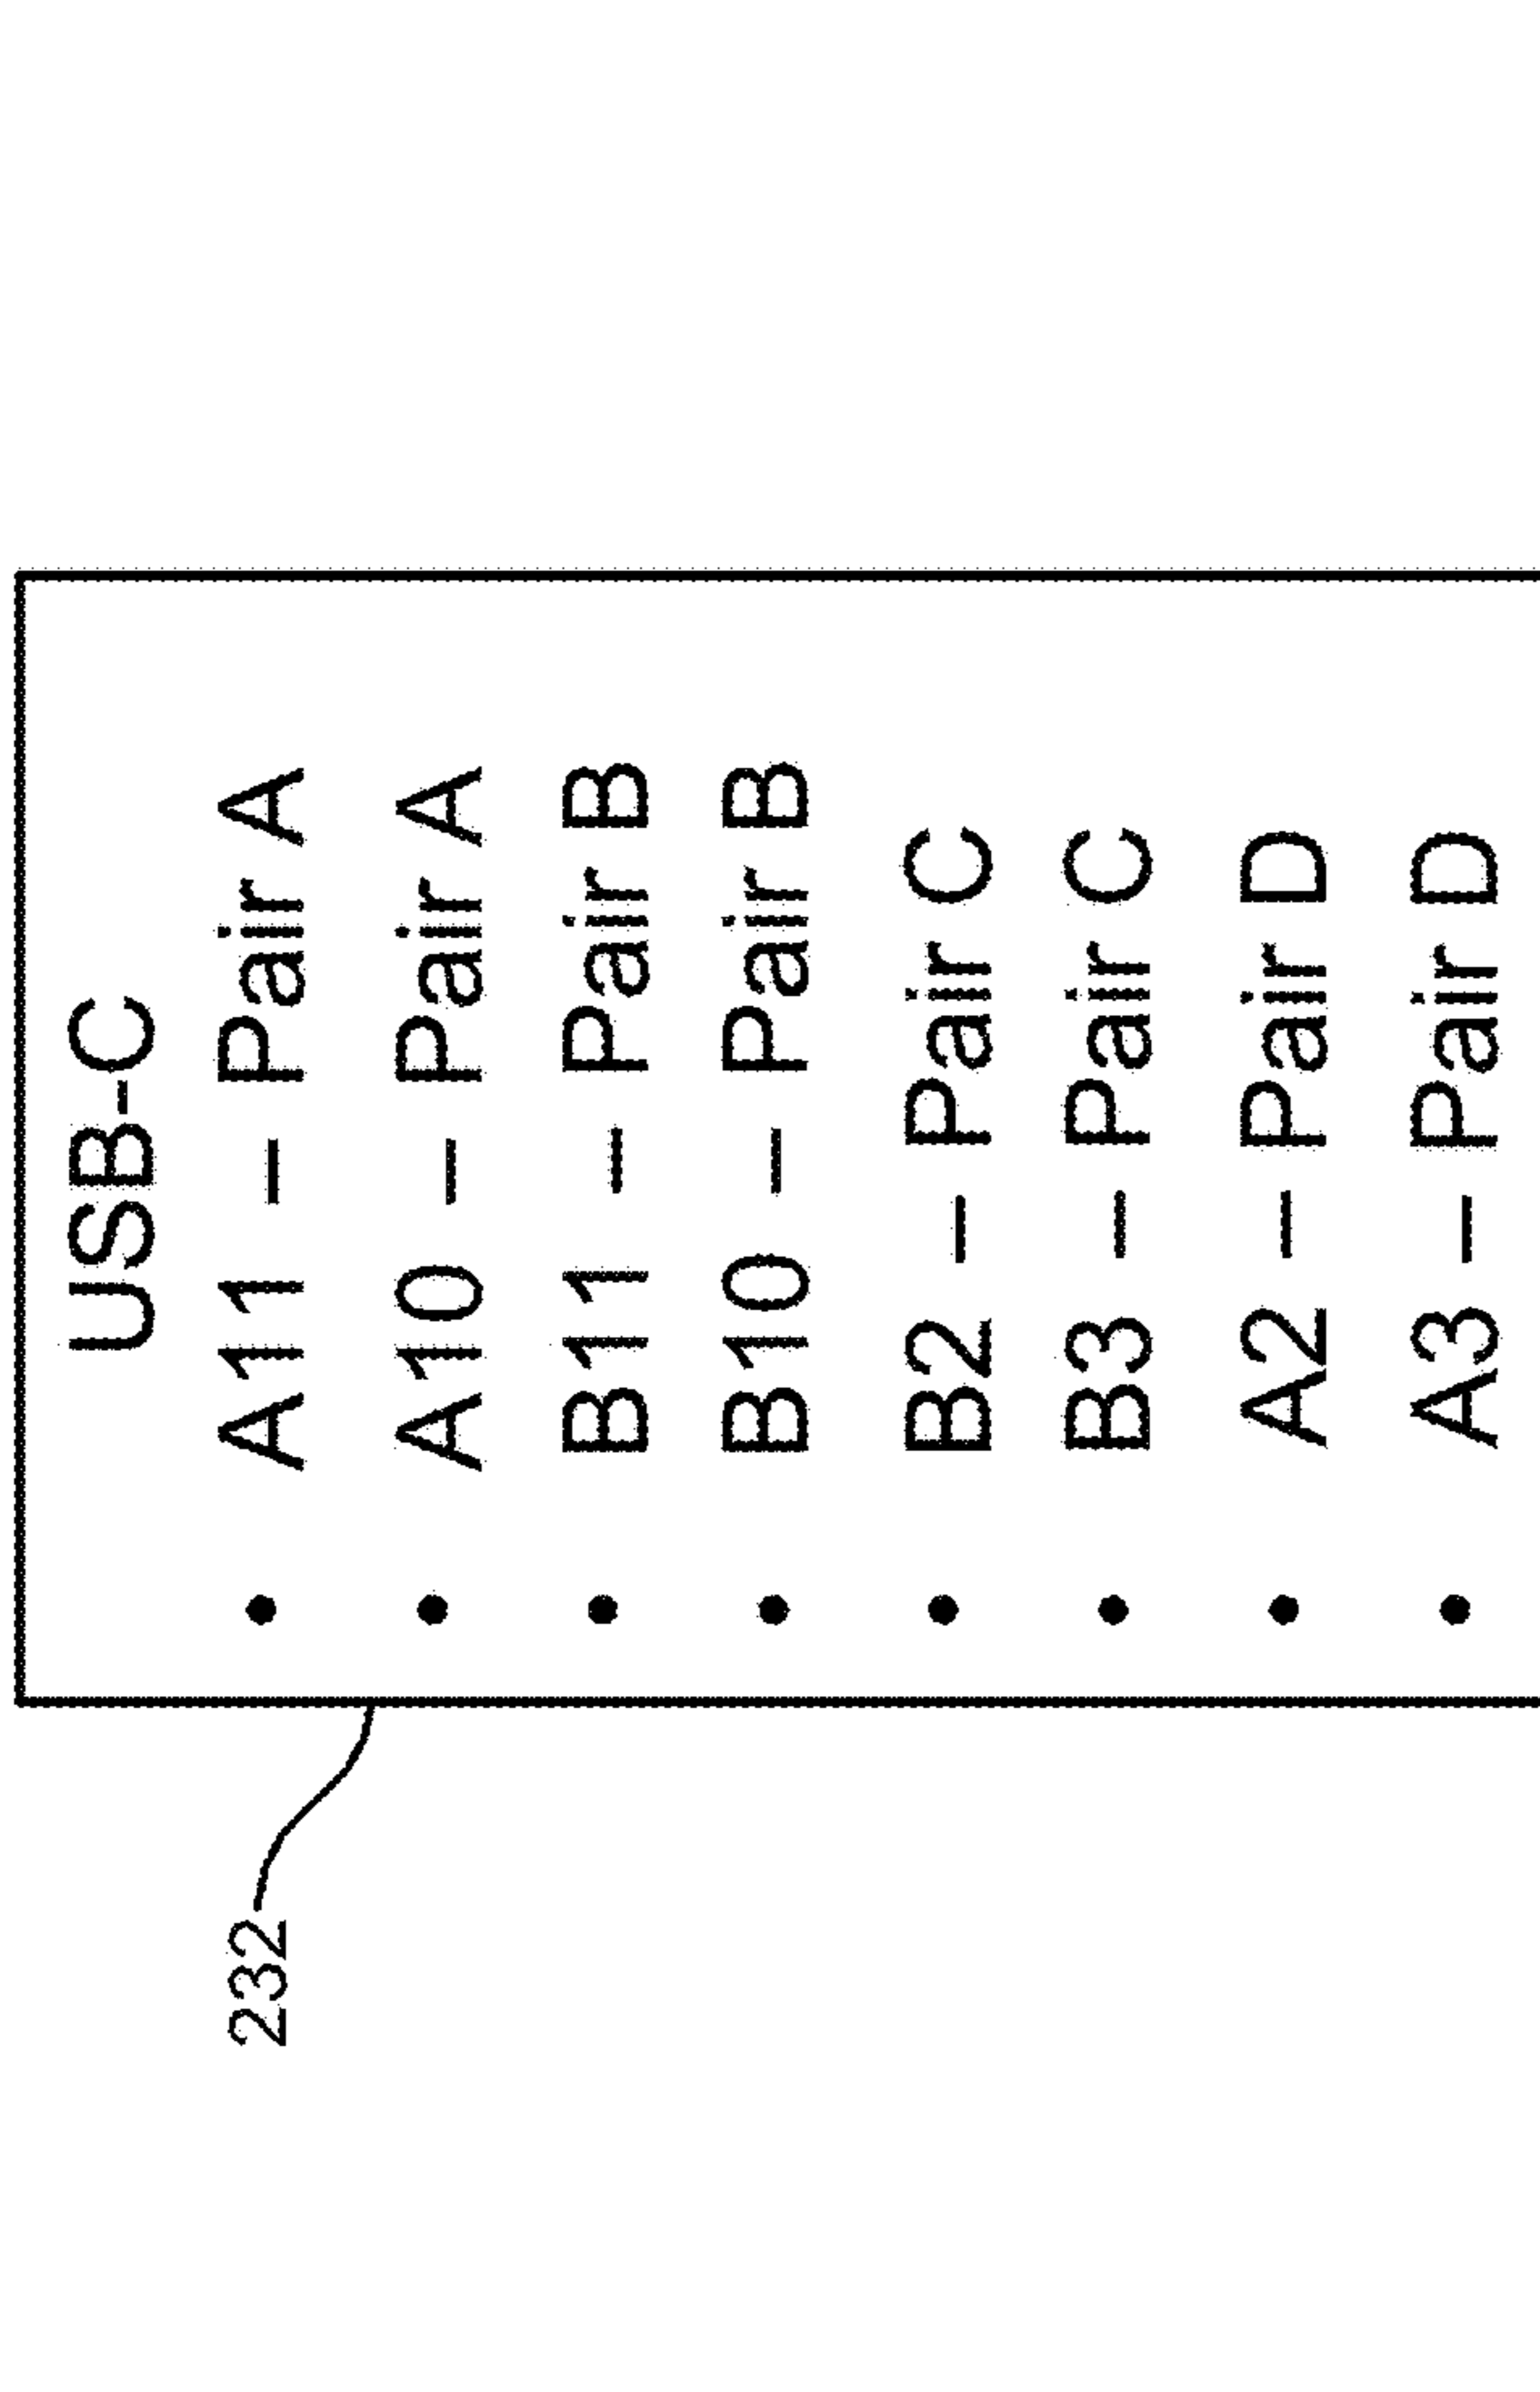 USB-C
• A11 – Pair A
• A10 – Pair A
• B11 – Pair B
• B10 – Pair B
• B2 – Pair C
• B3 – Pair C
• A2 – Pair D
• A3 – Pair D
232